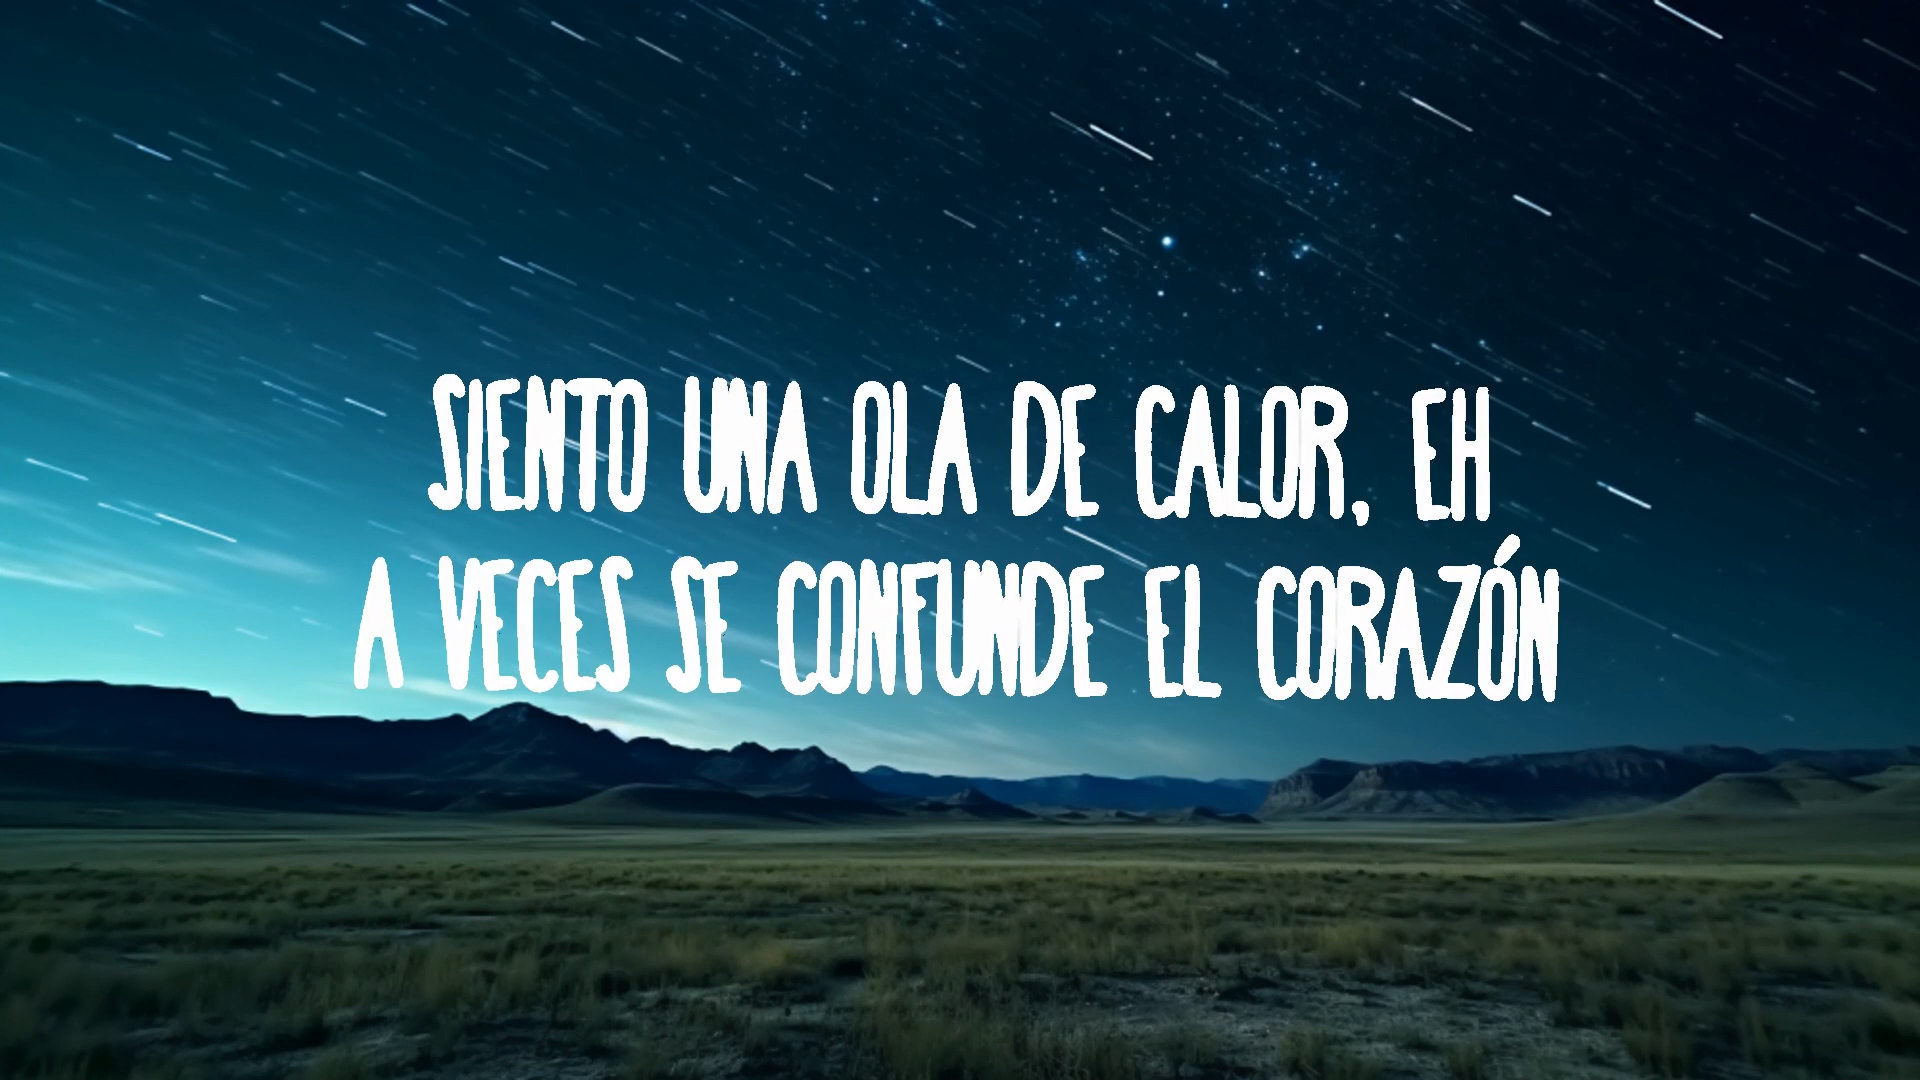 SIENTO UNA OLA DE CALOR, EH
A VECES SE CONFUNDE EL CORAZÓN